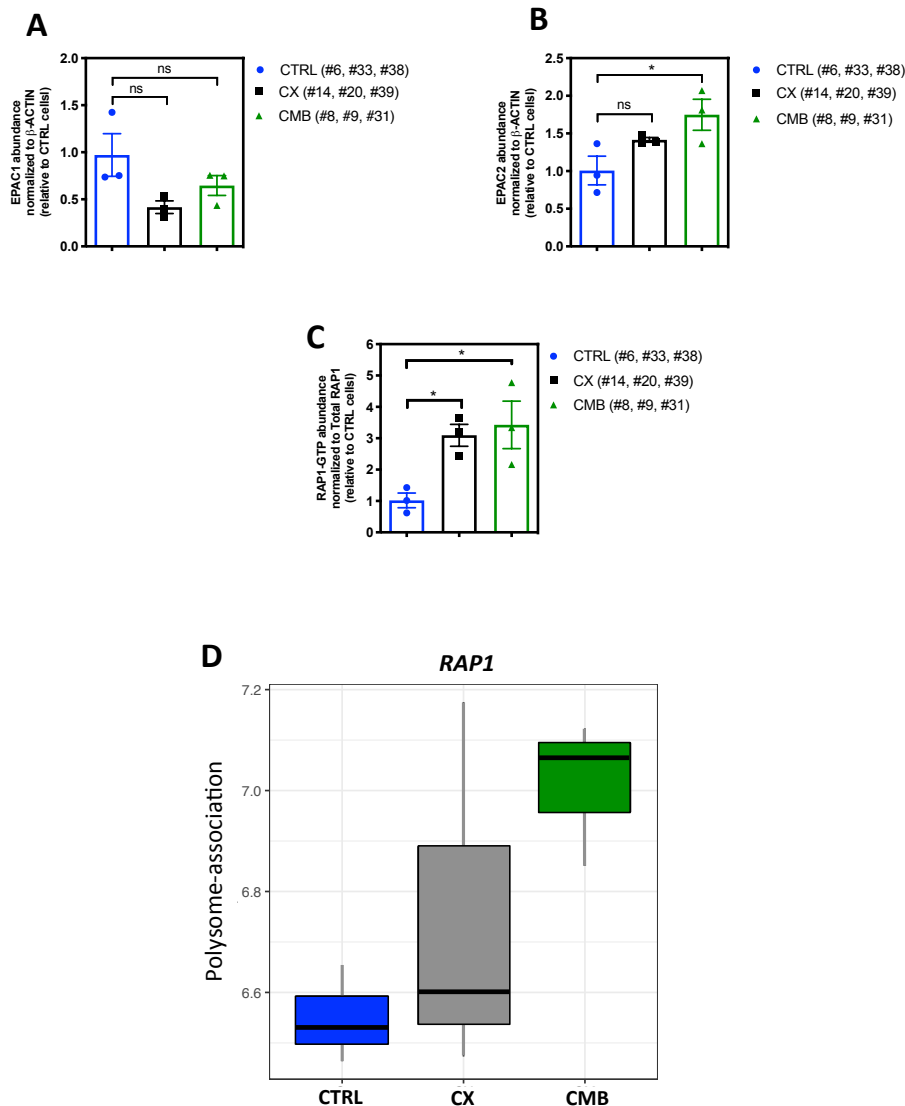 A
EPAC1 abundance
normalized to β-ACTIN
(relative to CTRL cellsl)
2.0
1.5
1.0
0.5
0.0
ns
ns
CTRL (#6, #33, #38)
CX (#14, #20, #39)
CMB (#8, #9, #31)
B
EPAC2 abundance
normalized to β-ACTIN
(relative to CTRL cellsl)
2.5
2.0
1.5
1.0
0.5
0.0
*
ns
CTRL (#6, #33, #38)
CX (#14, #20, #39)
CMB (#8, #9, #31)
C
RAP1-GTP abundance
normalized to Total RAP1
(relative to CTRL cellsl)
6
5
4
3
2
1
0
*
*
CTRL (#6, #33, #38)
CX (#14, #20, #39)
CMB (#8, #9, #31)
D
RAP1
Polysome-association
7.2
7.0
6.8
6.6
CTRL
CX
CMB